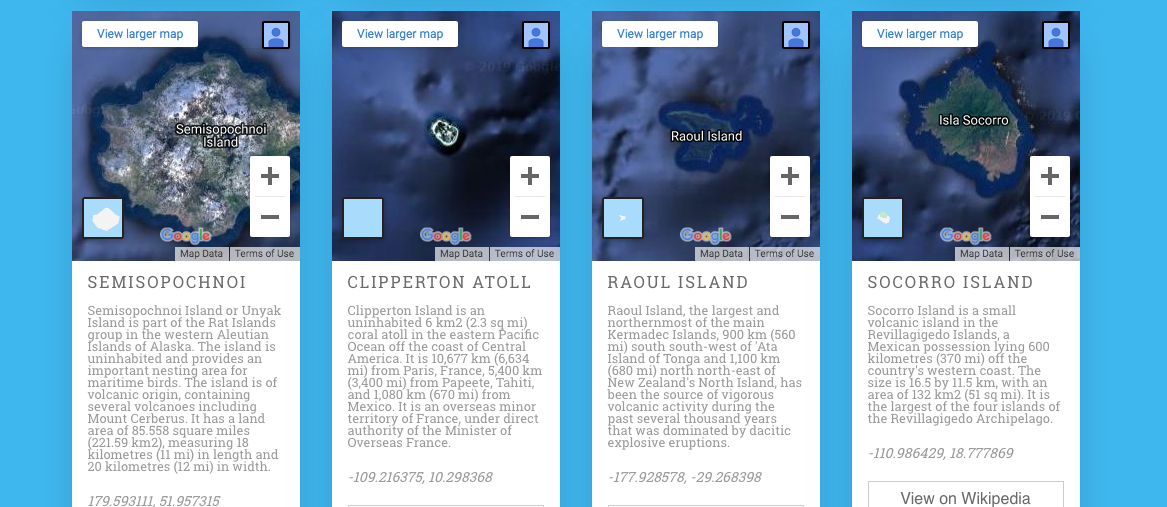 View larger map
Semisopochnoi
Island
Google
Map Data
Terms of Use
SEMISOPOCHNOI
Semisopochnoi Island or Unyak
Island is part of the Rat Islands
group in the western Aleutian
Islands of Alaska. The island is
uninhabited and provides an
important nesting area for
maritime birds. The island is of
volcanic origin, containing
several volcanoes including
Mount Cerberus. It has a land
area of 85.558 square miles
(221.59 km2), measuring 18
kilometres (11 mi) in length and
20 kilometres (12 mi) in width.
179.593111, 51.957315
View larger map
© 2019 Google
Google
Map Data
Terms of Use
CLIPPERTON ATOLL
Clipperton Island is an
uninhabited 6 km2 (2.3 sq mi)
coral atoll in the eastern Pacific
Ocean off the coast of Central
America. It is 10,677 km (6,634
mi) from Paris, France, 5,400 km
(3,400 mi) from Papeete, Tahiti,
and 1,080 km (670 mi) from
Mexico. It is an overseas minor
territory of France, under direct
authority of the Minister of
Overseas France.
-109.216375, 10.298368
View larger map
Raoul Island
Google
Map Data
Terms of Use
RAOUL ISLAND
Raoul Island, the largest and
northernmost of the main
Kermadec Islands, 900 km (560
mi) south south-west of 'Ata
Island of Tonga and 1,100 km
(680 mi) north north-east of
New Zealand's North Island, has
been the source of vigorous
volcanic activity during the
past several thousand years
that was dominated by dacitic
explosive eruptions.
-177.928578, -29.268398
View larger map
Isla Socorro
Google
Map Data
Terms of Use
SOCORRO ISLAND
Socorro Island is a small
volcanic island in the
Revillagigedo Islands, a
Mexican possession lying 600
kilometres (370 mi) off the
country's western coast. The
size is 16.5 by 11.5 km, with an
area of 132 km2 (51 sq mi). It is
the largest of the four islands of
the Revillagigedo Archipelago.
-110.986429, 18.777869
View on Wikipedia